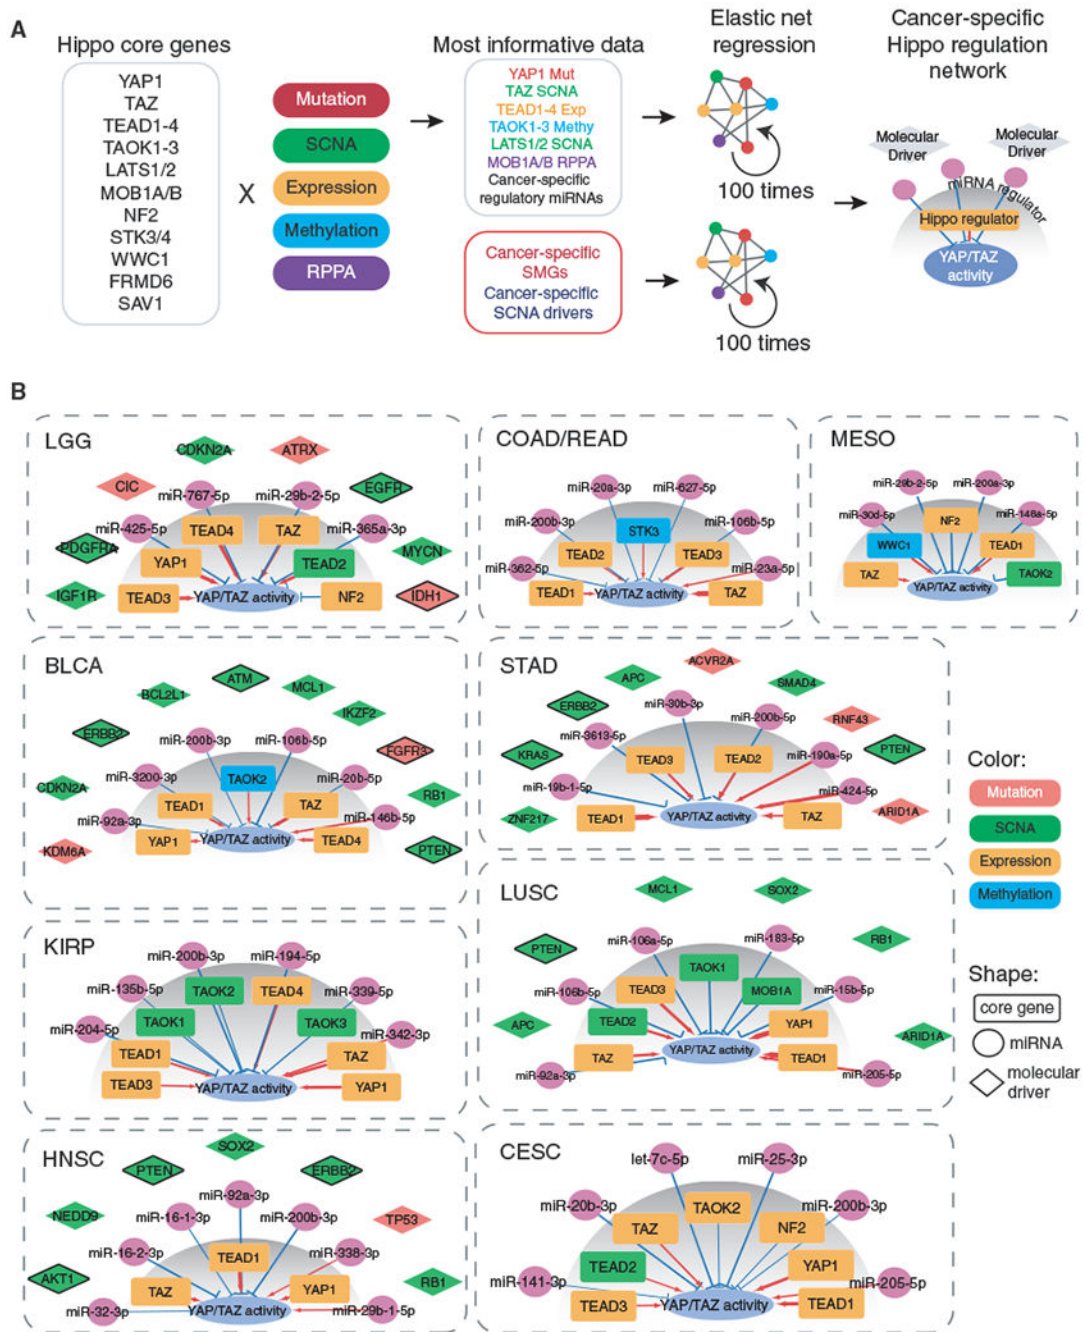 A
Hippo core genes
YAP1
TAZ
TEAD1-4
TAOK1-3
LATS1/2
MOB1A/B
NF2
STK3/4
WWC1
FRMD6
SAV1
X
Mutation
SCNA
Expression
Methylation
RPPA
Most informative data
YAP1 Mut
TAZ SCNA
TEAD1-4 Exp
TAOK1-3 Methy
LATS1/2 SCNA
MOB1A/B RPPA
Cancer-specific
regulatory miRNAs
Cancer-specific
SMGs
Cancer-specific
SCNA drivers
Elastic net
regression
100 times
100 times
Cancer-specific
Hippo regulation
network
Molecular
Driver
Molecular
Driver
miRNA regulator
Hippo regulator
YAP/TAZ
activity
B
LGG
CDKN2A
ATRX
CIC
miR-767-5p
miR-29b-2-5p
EGFR
miR-425-5p
TEAD4
TAZ
miR-365a-3p
PDGFRA
YAP1
TEAD2
MYCN
IGF1R
TEAD3
YAP/TAZ activity
NF2
IDH1
COAD/READ
miR-20a-3p
miR-627-5p
miR-200b-3p
STK3
miR-106b-5p
TEAD2
TEAD3
miR-362-5p
miR-23a-5p
TEAD1
YAP/TAZ activity
TAZ
MESO
miR-29b-2-5p
miR-200a-3p
miR-30d-5p
NF2
miR-148a-5p
WWC1
TEAD1
TAZ
TAOK2
YAP/TAZ activity
BLCA
ATM
BCL2L1
MCL1
IKZF2
ERBB2
miR-200b-3p
miR-106b-5p
FGFR3
miR-3200-3p
TAOK2
miR-20b-5p
CDKN2A
TEAD1
TAZ
RB1
miR-92a-3p
miR-146b-5p
KDM6A
YAP1
YAP/TAZ activity
TEAD4
PTEN
STAD
ACVR2A
APC
SMAD4
ERBB2
miR-30b-3p
miR-200b-5p
RNF43
miR-3613-5p
KRAS
TEAD3
TEAD2
miR-190a-5p
PTEN
miR-19b-1-5p
miR-424-5p
ZNF217
TEAD1
YAP/TAZ activity
TAZ
ARID1A
Color:
Mutation
SCNA
Expression
Methylation
Shape:
core gene
miRNA
molecular
driver
KIRP
miR-200b-3p
miR-194-5p
miR-135b-5p
TAOK2
TEAD4
miR-339-5p
miR-204-5p
TAOK1
TAOK3
miR-342-3p
TEAD1
TAZ
TEAD3
YAP/TAZ activity
YAP1
LUSC
MCL1
SOX2
PTEN
miR-106a-5p
miR-183-5p
RB1
TAOK1
miR-106b-5p
TEAD3
MOB1A
miR-15b-5p
APC
TEAD2
YAP1
ARID1A
TAZ
YAP/TAZ activity
TEAD1
miR-92a-3p
miR-205-5p
HNSC
SOX2
PTEN
ERBB2
miR-92a-3p
NEDD9
miR-16-1-3p
miR-200b-3p
TP53
miR-16-2-3p
TEAD1
miR-338-3p
AKT1
TAZ
YAP1
RB1
miR-32-3p
YAP/TAZ activity
miR-29b-1-5p
CESC
let-7c-5p
miR-25-3p
miR-20b-3p
TAOK2
miR-200b-3p
TAZ
NF2
TEAD2
YAP1
miR-141-3p
miR-205-5p
TEAD3
YAP/TAZ activity
TEAD1